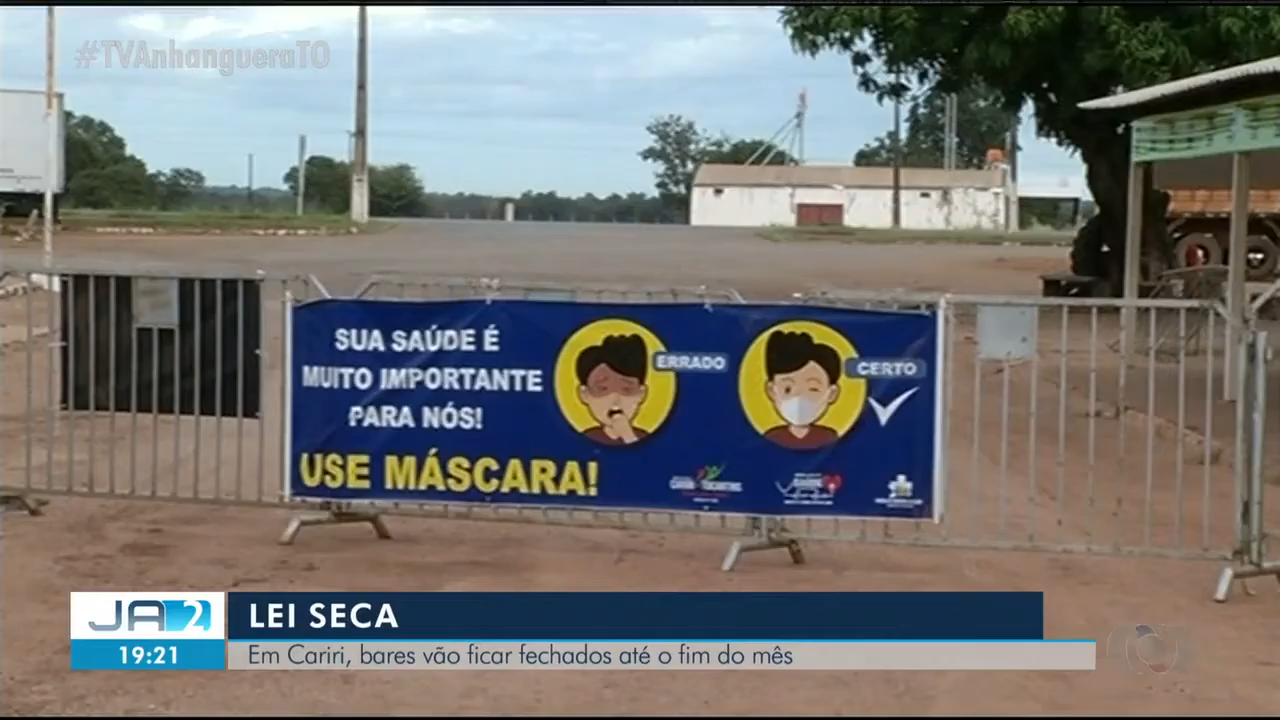 #TVAnhangueraTO
SUA SAÚDE É
MUITO IMPORTANTE
PARA NÓS!
USE MÁSCARA!
ERRADO
CERTO
JA2
19:21
LEI SECA
Em Cariri, bares vão ficar fechados até o fim do mês